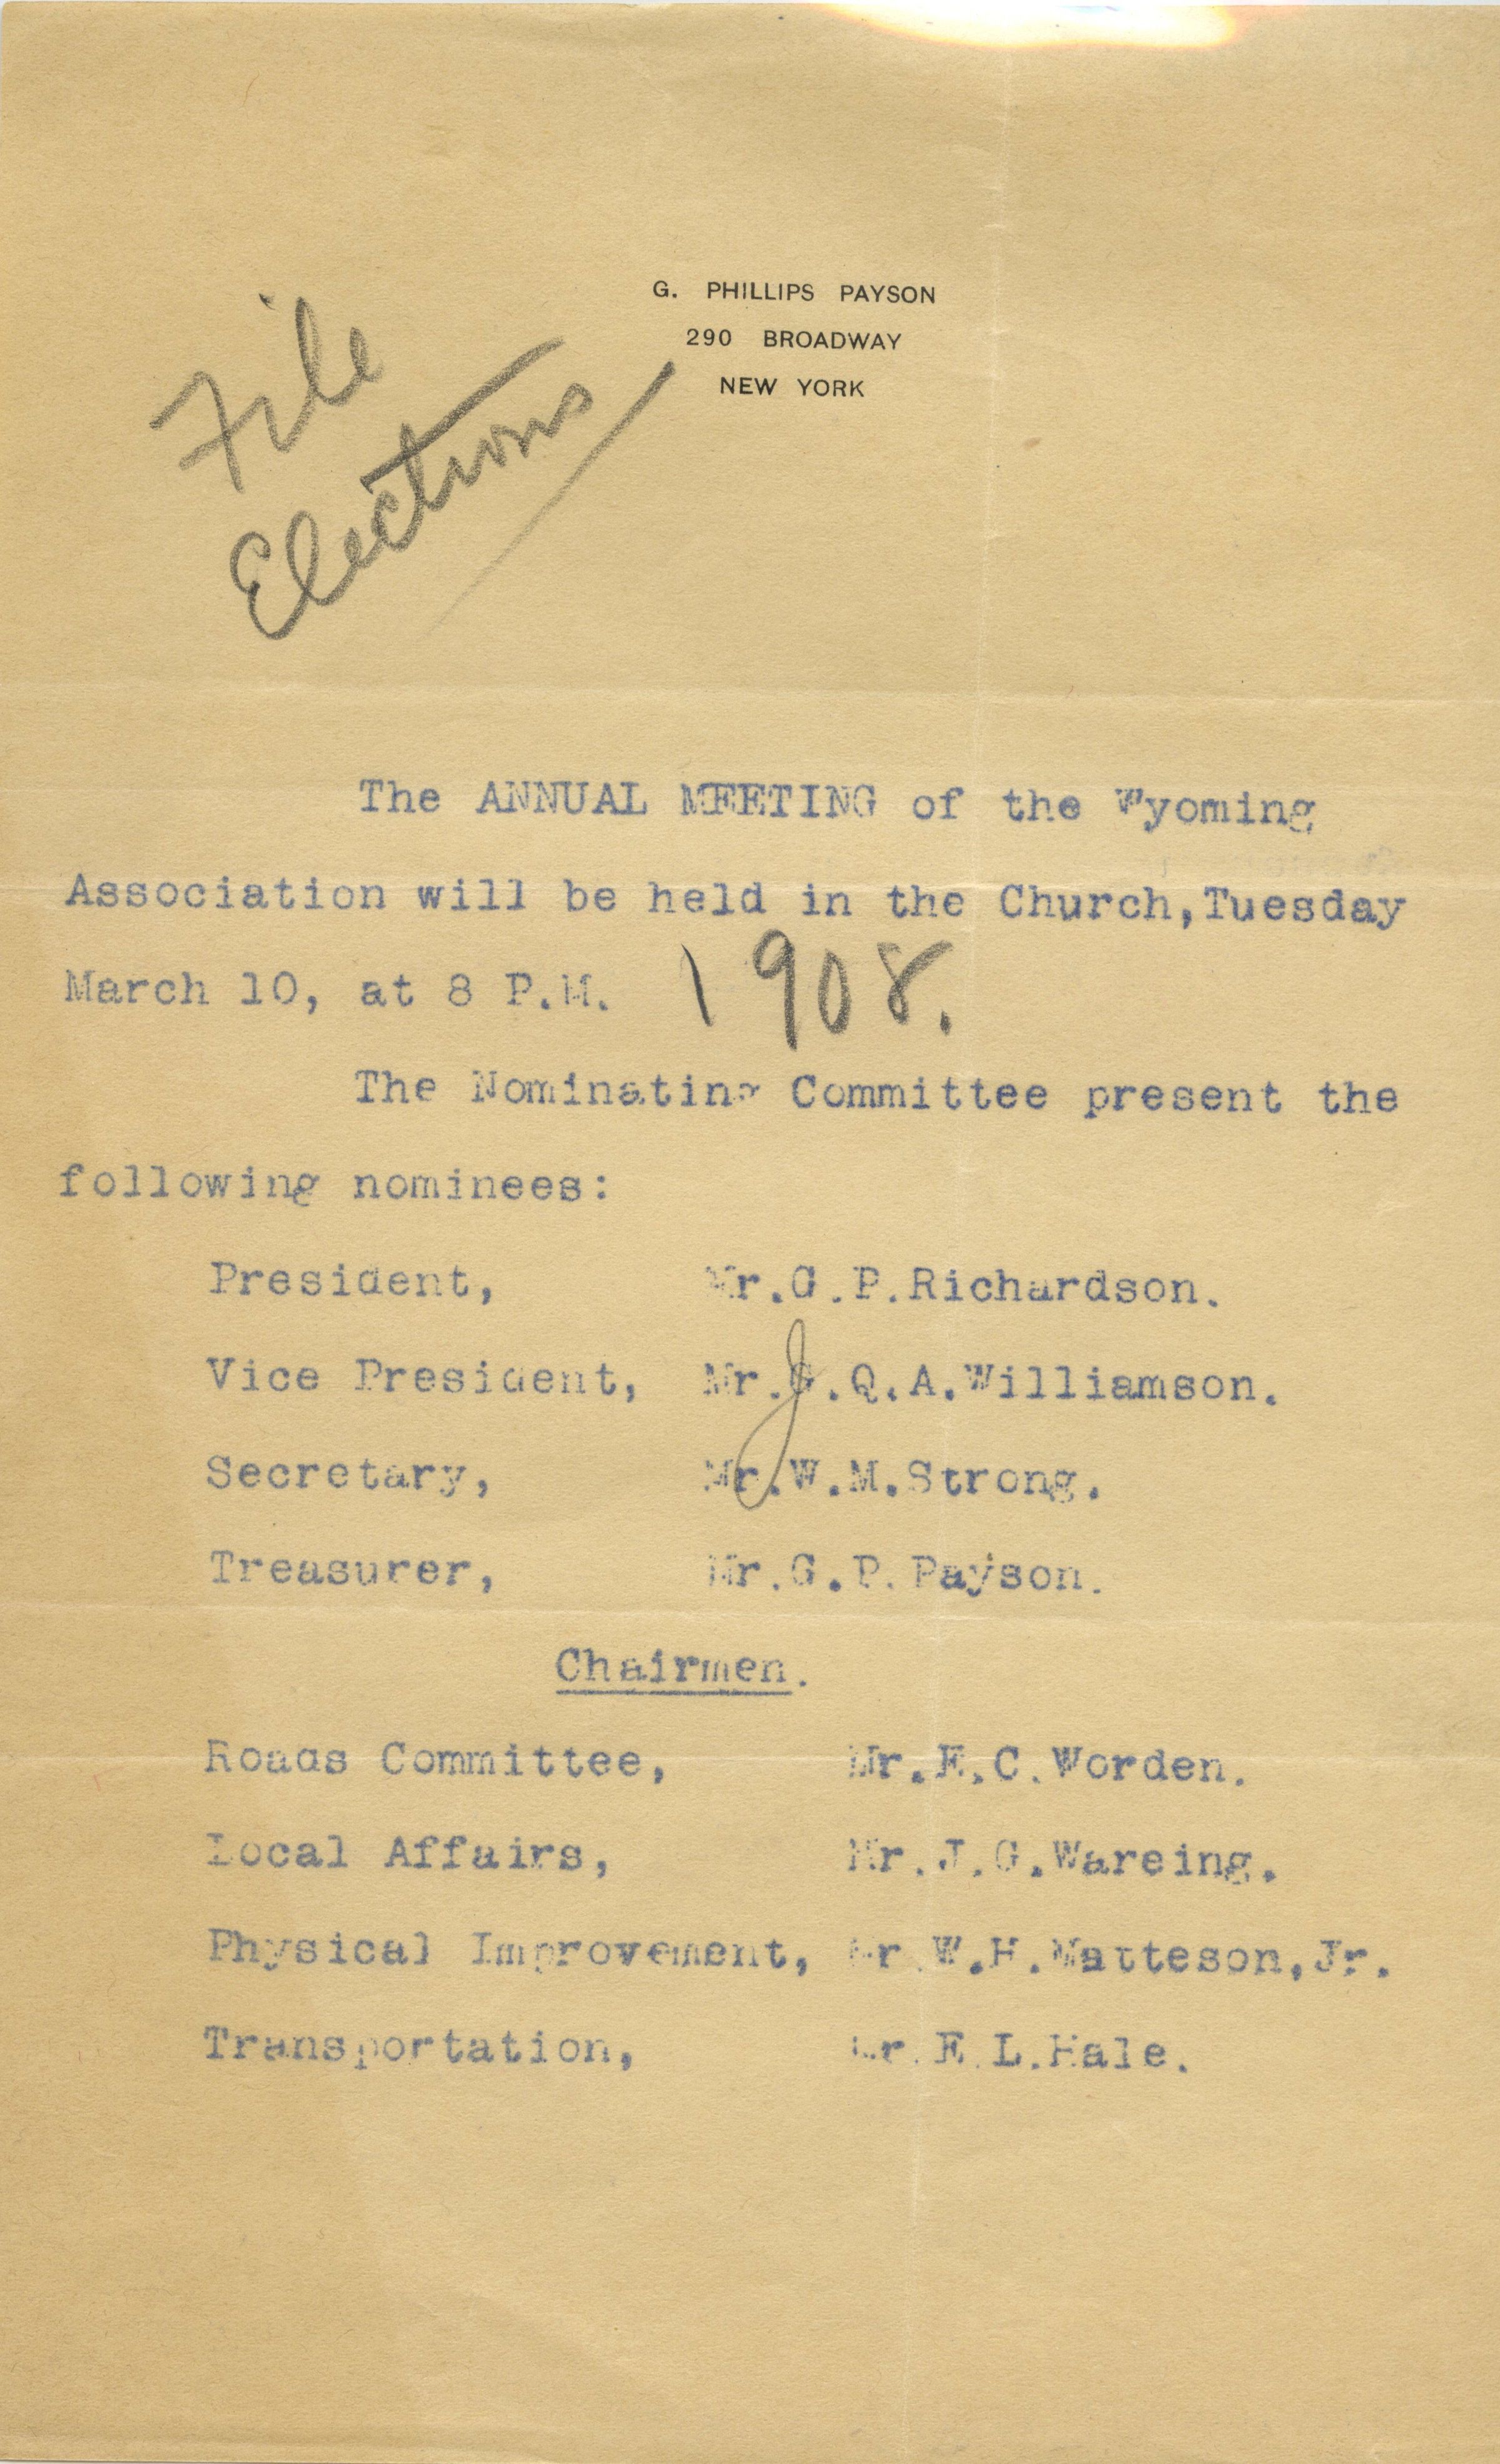 G. PHILLIPS PAYSON
290 BROADWAY
NEW YORK
File
Elections
The ANNUAL MEETING of the Wyoming
Association will be held in the Church,Tuesday
March 10, at 8 P.M. 1908.
The Nominating Committee present the
following nominees:
President, Mr.G.P.Richardson.
Vice President, Mr.J.Q.A.Williamson.
Secretary, Mr.W.M.Strong.
Treasurer, Mr.G.P.Payson.
Chairmen.
Roads Committee, Mr.E.C.Worden.
Local Affairs, Mr.J.G.Wareing.
Physical Improvement, Mr.W.H.Matteson,Jr.
Transportation, Mr.E.L.Hale.